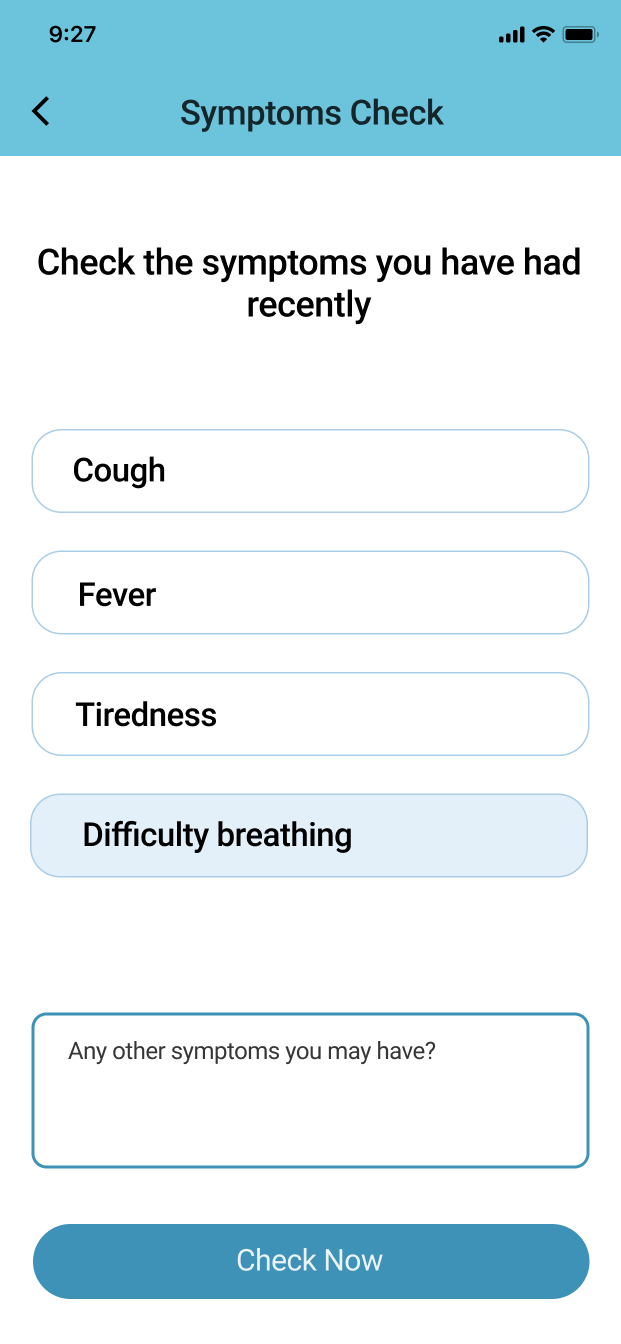 9:27
Symptoms Check
Check the symptoms you have had
recently
Cough
Fever
Tiredness
Difficulty breathing
Any other symptoms you may have?
Check Now